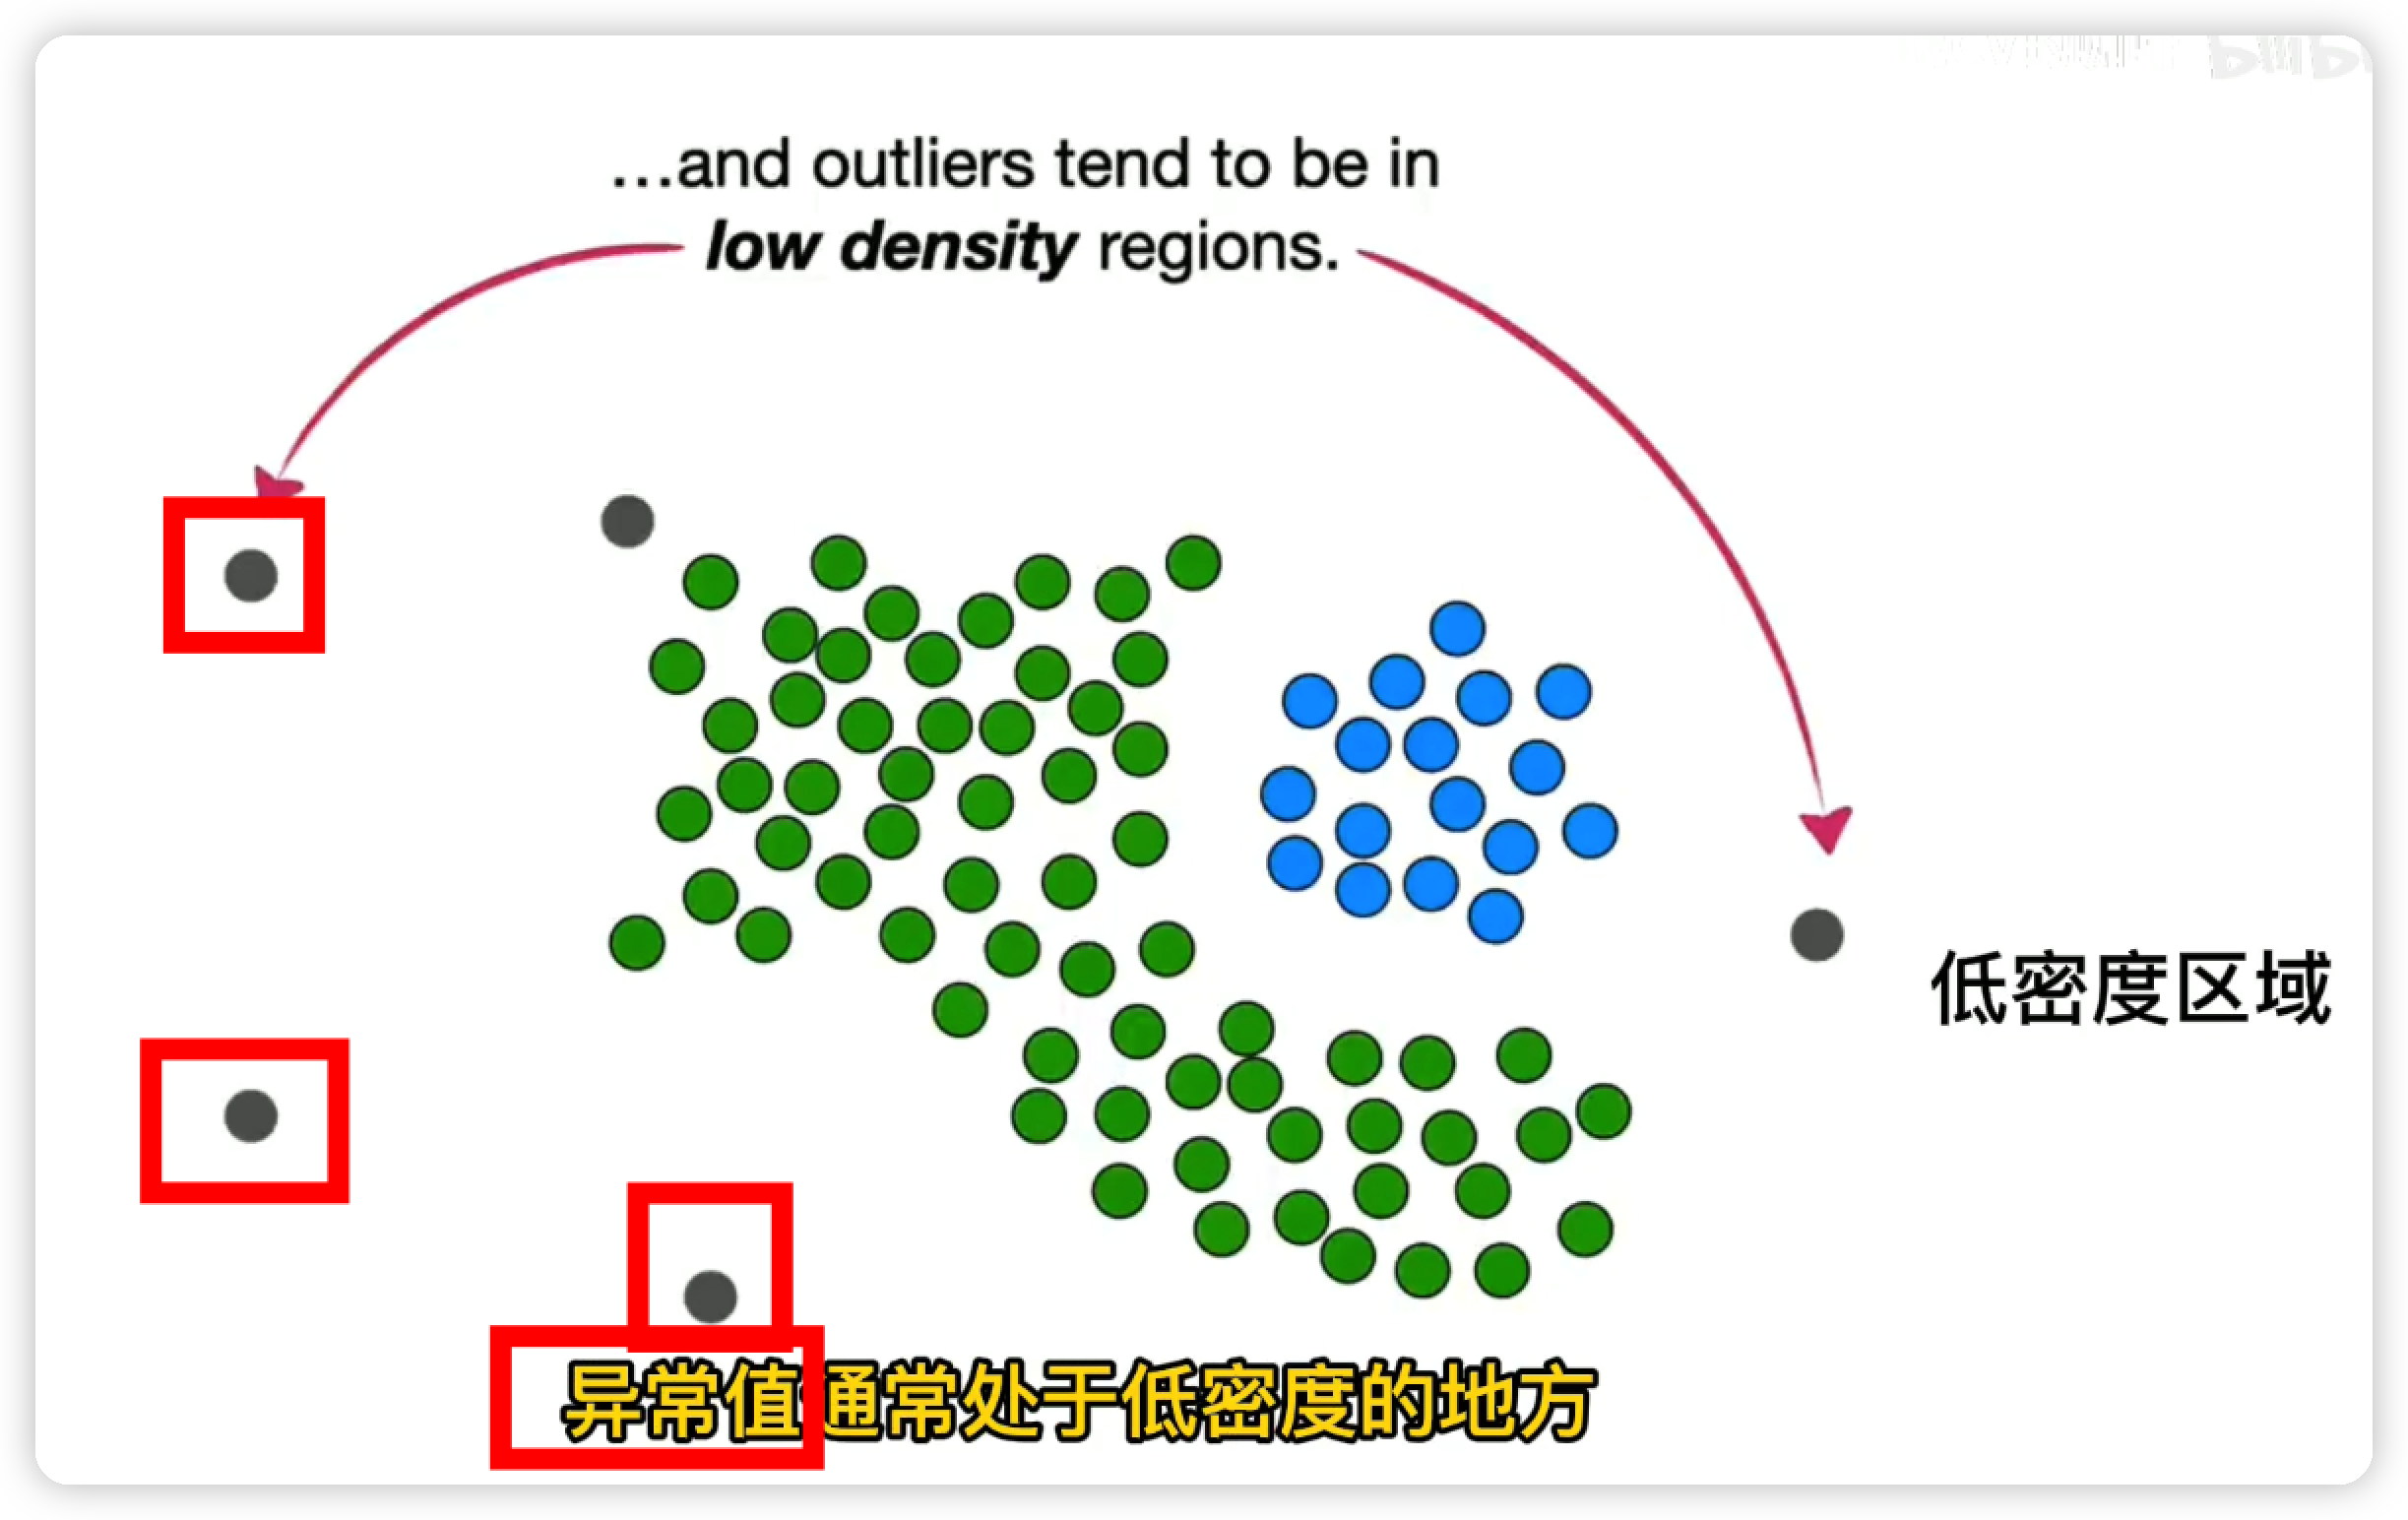 ...and outliers tend to be in
low density regions.
低密度区域
异常值通常处于低密度的地方